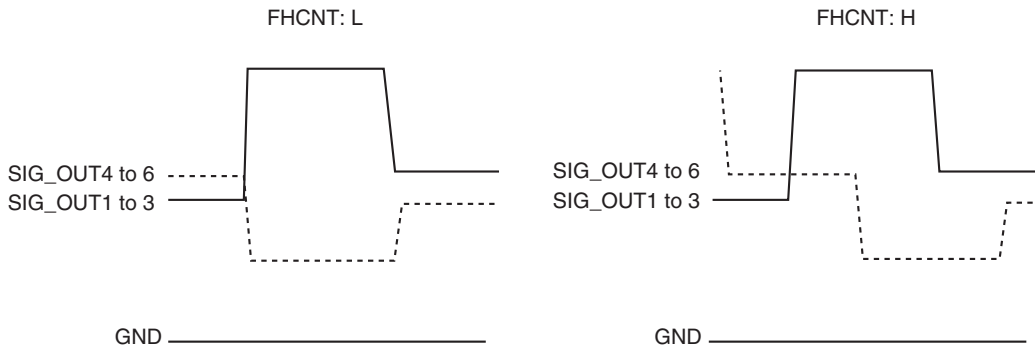 FHCNT: L
FHCNT: H
SIG_OUT4 to 6
SIG_OUT1 to 3
GND
SIG_OUT4 to 6
SIG_OUT1 to 3
GND